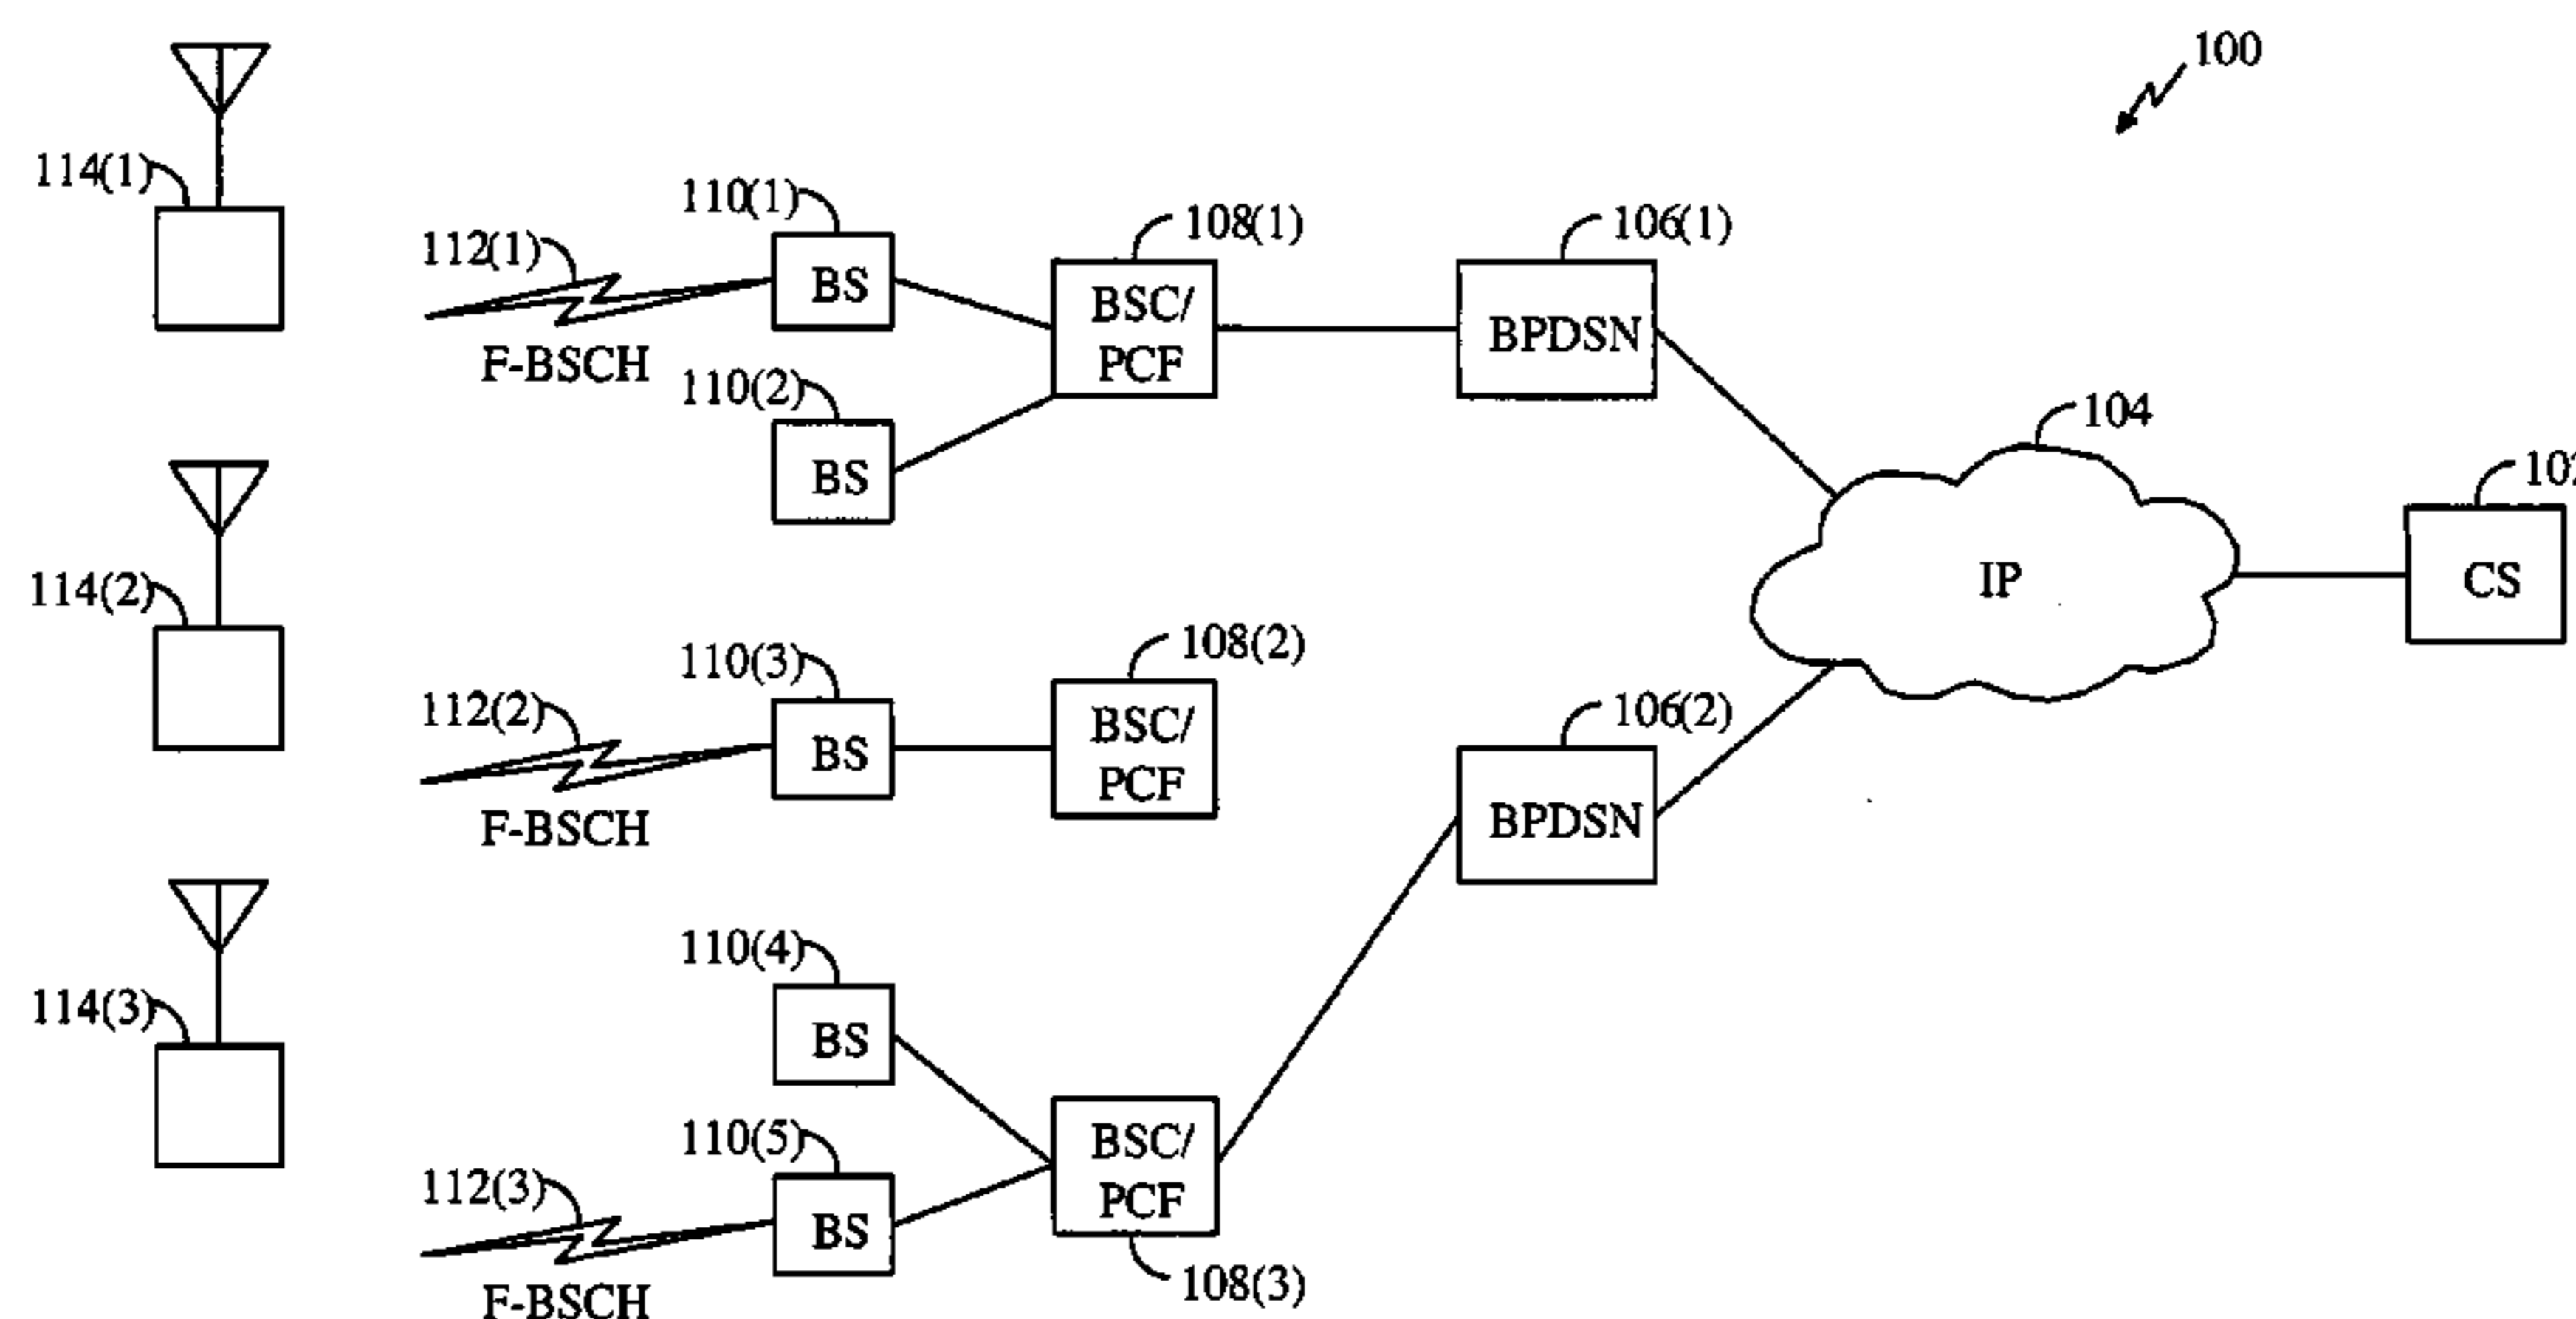 100
114(1)
110(1)
108(1)
106(1)
112(1)
BS
BSC/
PCF
BPDSN
F-BSCH
110(2)
BS
104
102
IP
CS
114(2)
110(3)
108(2)
112(2)
BS
BSC/
PCF
106(2)
BPDSN
F-BSCH
110(4)
114(3)
BS
110(5)
BSC/
PCF
112(3)
BS
108(3)
F-BSCH